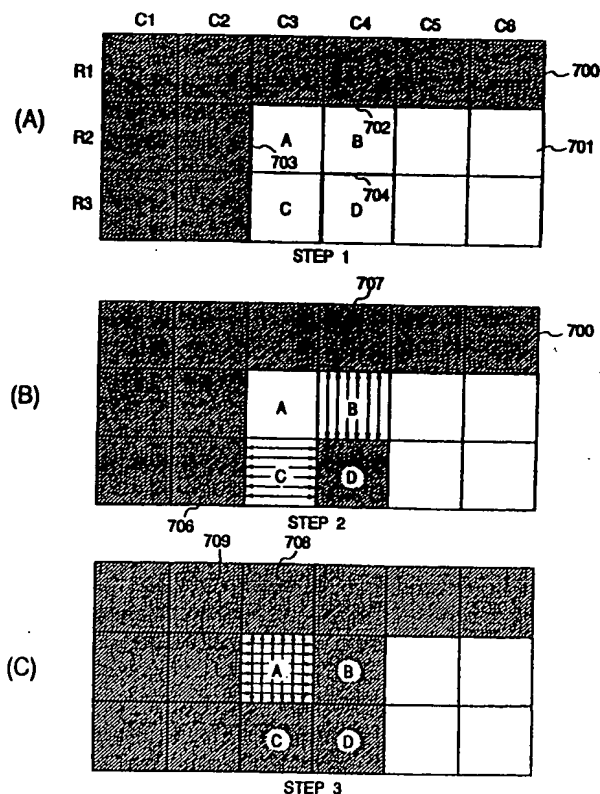 C1 C2 C3 C4 C5 C6
R1 700
(A)
702
R2 A B 701
703
704
R3 C D
STEP 1
707
700
(B)
A B
C D
706 STEP 2
709 708
(C)
A B
C D
STEP 3